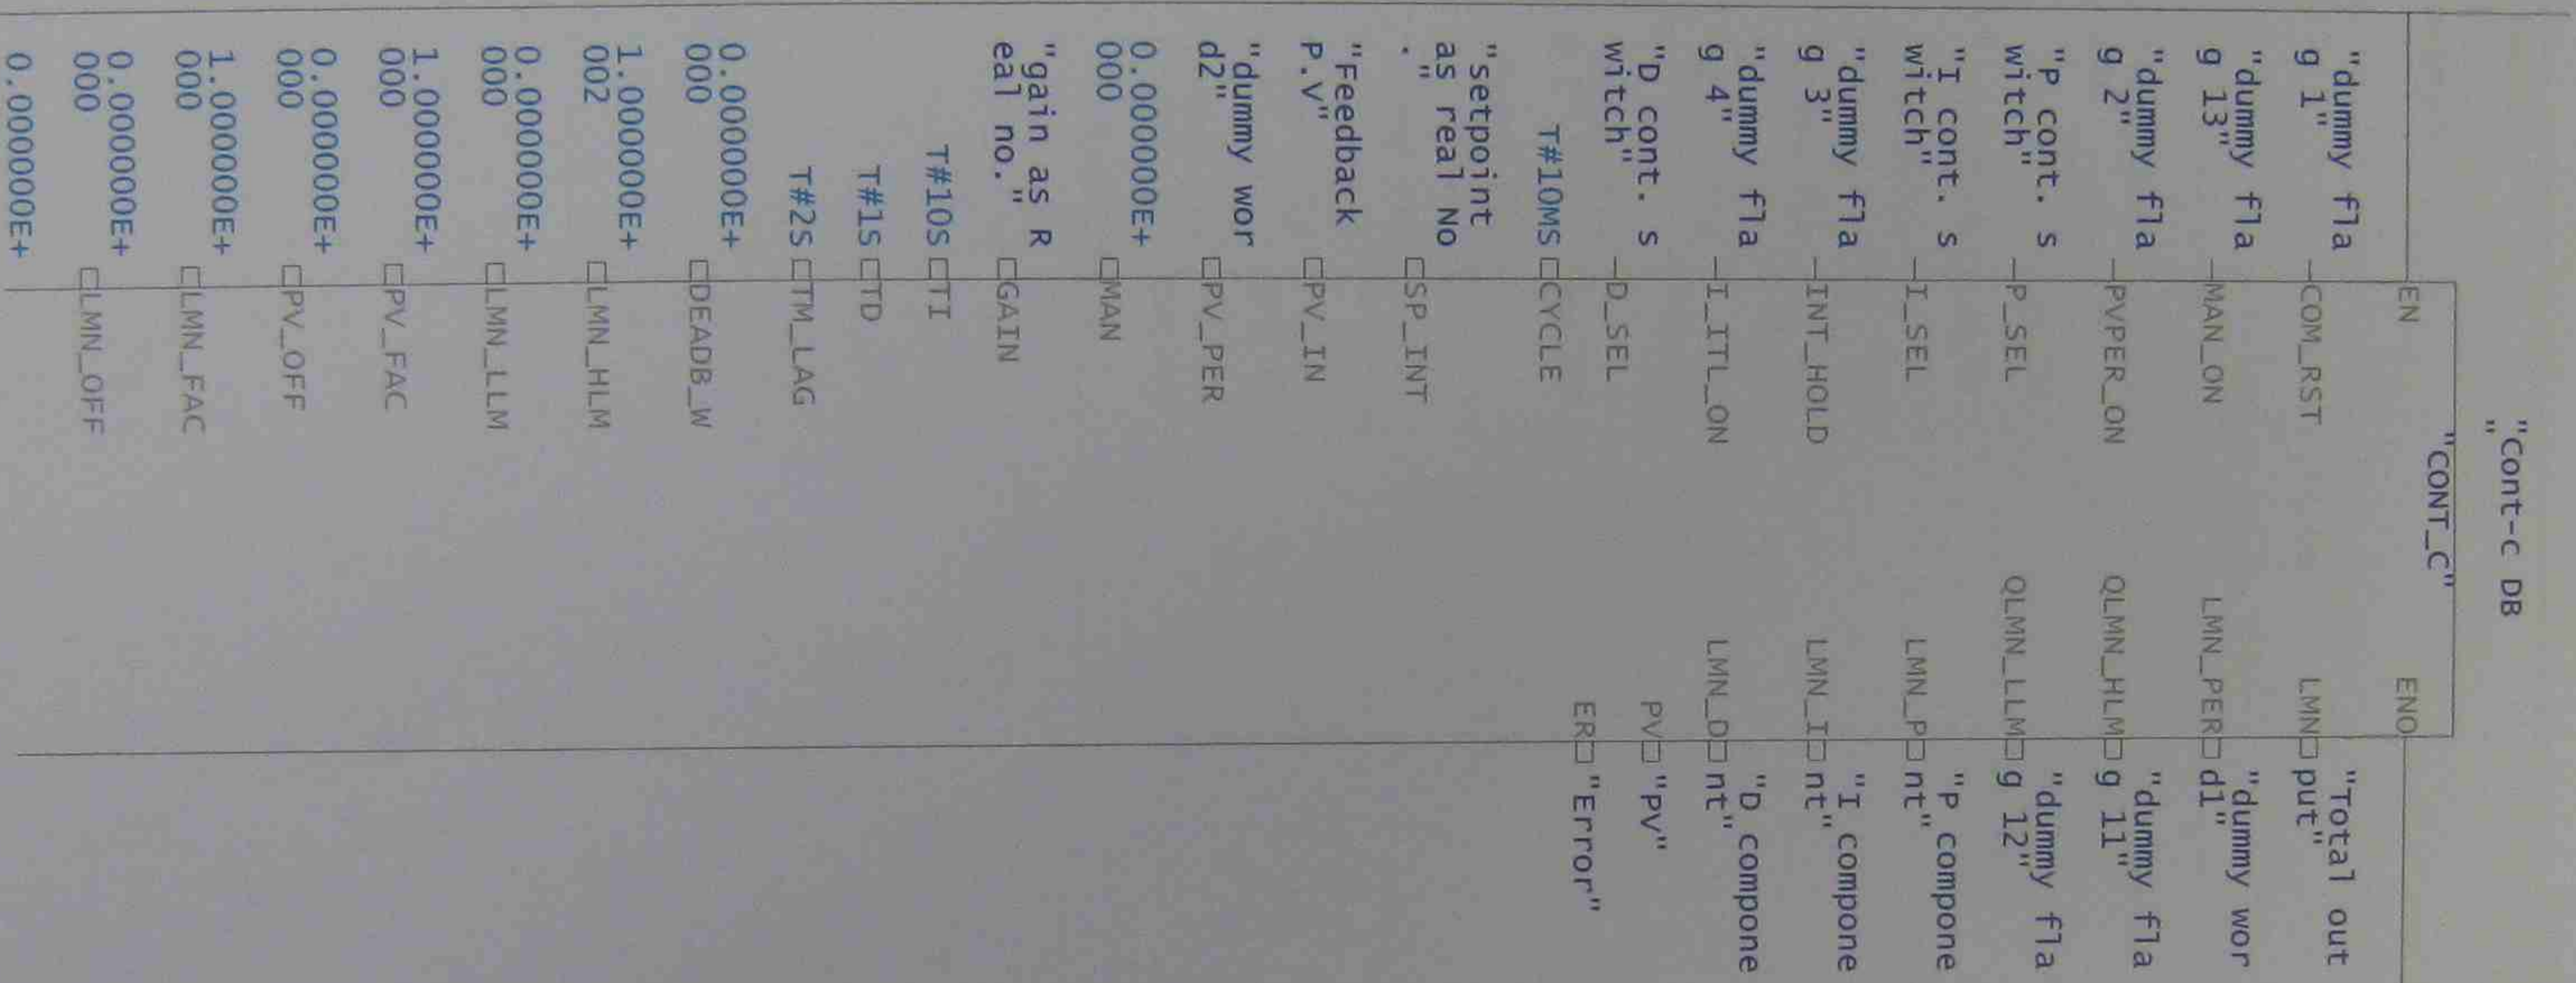 "Cont-c DB
"
"CONT_C"
EN
ENO
"dummy fla
g 1"
COM_RST
LMN
"Total out
put"
"dummy fla
g 13"
MAN_ON
LMN_PER
"dummy wor
d1"
"dummy fla
g 2"
PVPER_ON
QLMN_HLM
"dummy fla
g 11"
"P cont. s
witch"
P_SEL
QLMN_LLM
"dummy fla
g 12"
"I cont. s
witch"
I_SEL
LMN_P
"P compone
nt"
"dummy fla
g 3"
INT_HOLD
LMN_I
"I compone
nt"
"dummy fla
g 4"
I_ITL_ON
LMN_D
"D compone
nt"
"D cont. s
witch"
D_SEL
PV
"PV"
T#10MS
CYCLE
ER
"Error"
"setpoint
as real No
."
SP_INT
"Feedback
P.V"
PV_IN
"dummy wor
d2"
PV_PER
0.000000E+
000
MAN
"gain as R
eal no."
GAIN
T#10S
TI
T#1S
TD
T#2S
TM_LAG
0.000000E+
000
DEADB_W
1.000000E+
002
LMN_HLM
0.000000E+
000
LMN_LLM
1.000000E+
000
PV_FAC
0.000000E+
000
PV_OFF
1.000000E+
000
LMN_FAC
0.000000E+
000
LMN_OFF
0.000000E+